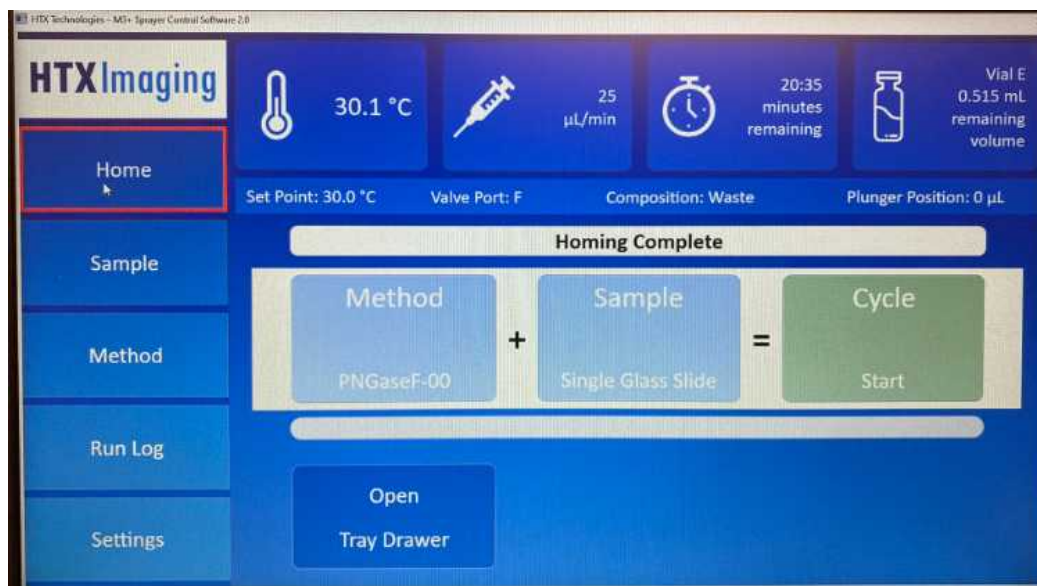 HTX Technologies - M3+ Sprayer Control Software 2.0
HTX Imaging
30.1 °C
25
µL/min
20:35
minutes
remaining
Vial E
0.515 mL
remaining
volume
Home
Set Point: 30.0 °C
Valve Port: F
Composition: Waste
Plunger Position: 0 µL
Homing Complete
Sample
Method
+
Sample
=
Cycle
Method
PNGaseF-00
Single Glass Slide
Start
Run Log
Open
Tray Drawer
Settings